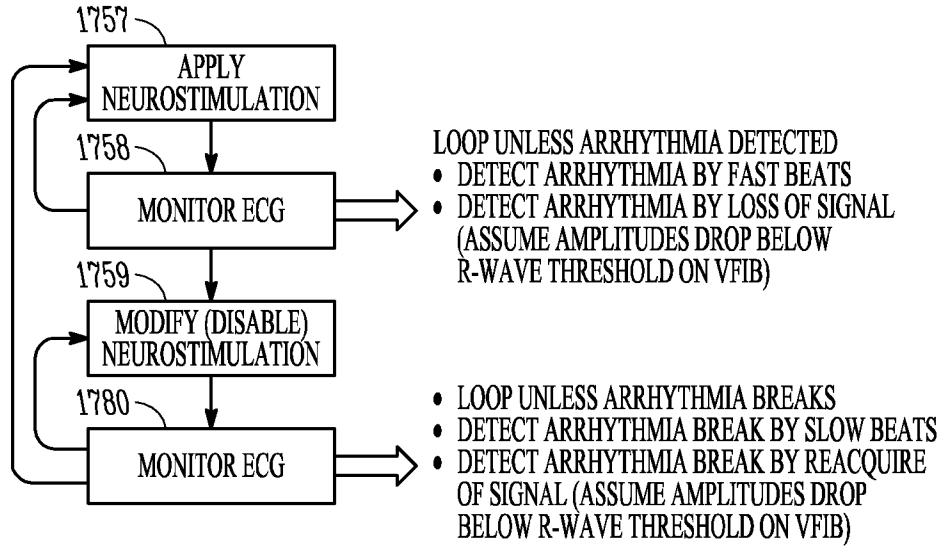 1757
APPLY
NEUROSTIMULATION
1758
MONITOR ECG
LOOP UNLESS ARRHYTHMIA DETECTED
• DETECT ARRHYTHMIA BY FAST BEATS
• DETECT ARRHYTHMIA BY LOSS OF SIGNAL
(ASSUME AMPLITUDES DROP BELOW
R-WAVE THRESHOLD ON VFIB)
1759
MODIFY (DISABLE)
NEUROSTIMULATION
1780
MONITOR ECG
• LOOP UNLESS ARRHYTHMIA BREAKS
• DETECT ARRHYTHMIA BREAK BY SLOW BEATS
• DETECT ARRHYTHMIA BREAK BY REACQUIRE
OF SIGNAL (ASSUME AMPLITUDES DROP
BELOW R-WAVE THRESHOLD ON VFIB)